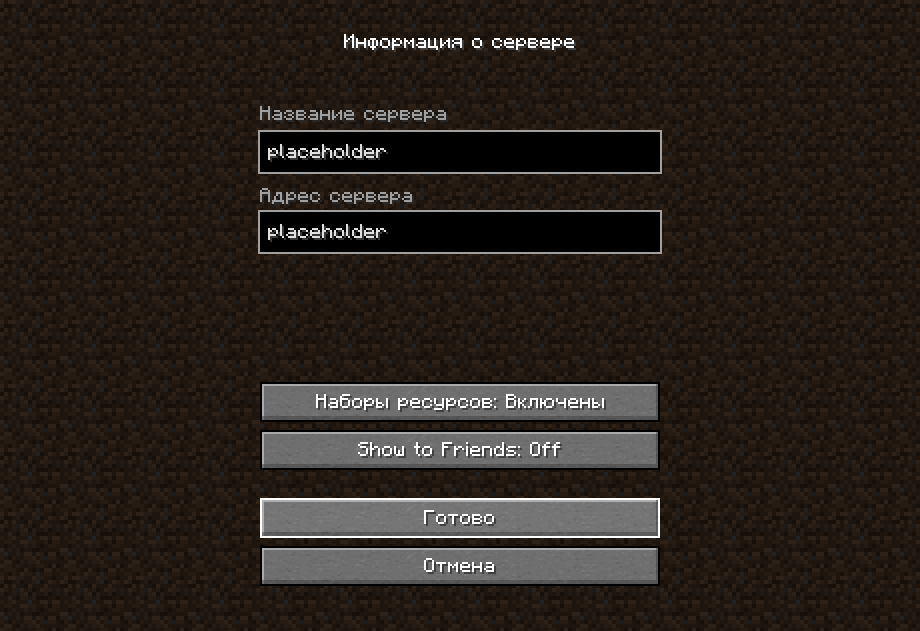 Информация о сервере
Название сервера
placeholder
Адрес сервера
placeholder
Наборы ресурсов: Включены
Show to Friends: Off
Готово
Отмена